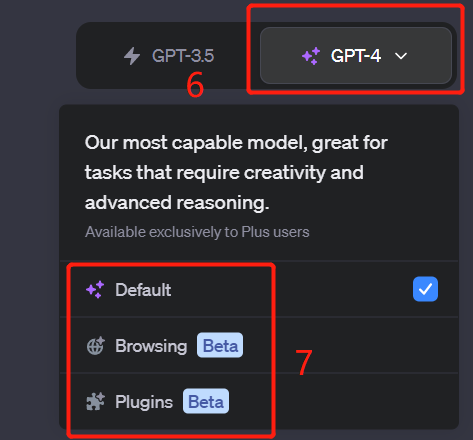 GPT-3.5 GPT-4
6
Our most capable model, great for
tasks that require creativity and
advanced reasoning.
Available exclusively to Plus users
Default
Browsing Beta
7
Plugins Beta